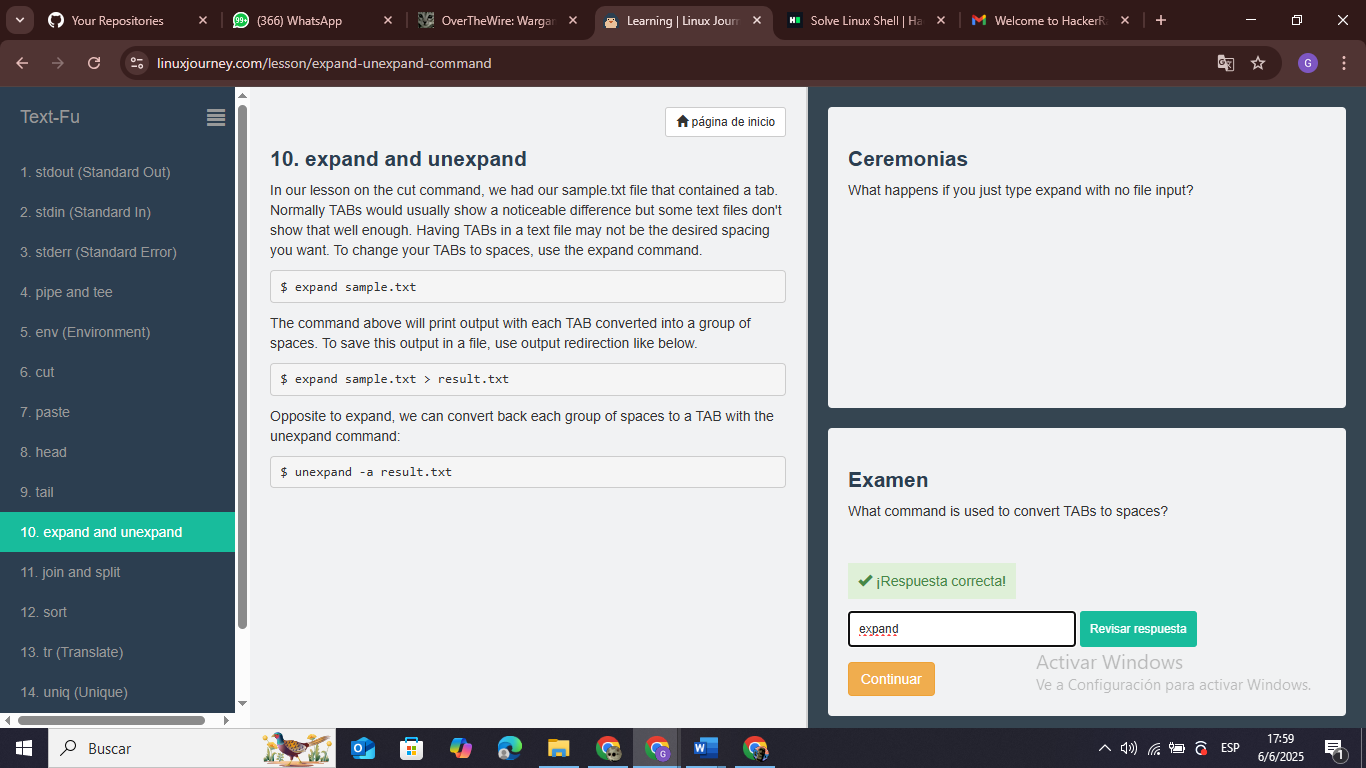 Your Repositories
99+
(366) WhatsApp
OverTheWire: Wargar
Learning | Linux Jour
Solve Linux Shell | Ha
Welcome to HackerRa
linuxjourney.com/lesson/expand-unexpand-command
G
Text-Fu
1. stdout (Standard Out)
2. stdin (Standard In)
3. stderr (Standard Error)
4. pipe and tee
5. env (Environment)
6. cut
7. paste
8. head
9. tail
10. expand and unexpand
11. join and split
12. sort
13. tr (Translate)
14. uniq (Unique)
página de inicio
10. expand and unexpand
In our lesson on the cut command, we had our sample.txt file that contained a tab.
Normally TABs would usually show a noticeable difference but some text files don't
show that well enough. Having TABs in a text file may not be the desired spacing
you want. To change your TABs to spaces, use the expand command.
$ expand sample.txt
The command above will print output with each TAB converted into a group of
spaces. To save this output in a file, use output redirection like below.
$ expand sample.txt > result.txt
Opposite to expand, we can convert back each group of spaces to a TAB with the
unexpand command:
$ unexpand -a result.txt
Ceremonias
What happens if you just type expand with no file input?
Examen
What command is used to convert TABs to spaces?
¡Respuesta correcta!
expand
Revisar respuesta
Continuar
Activar Windows
Ve a Configuración para activar Windows.
Buscar
ESP
17:59
6/6/2025
1